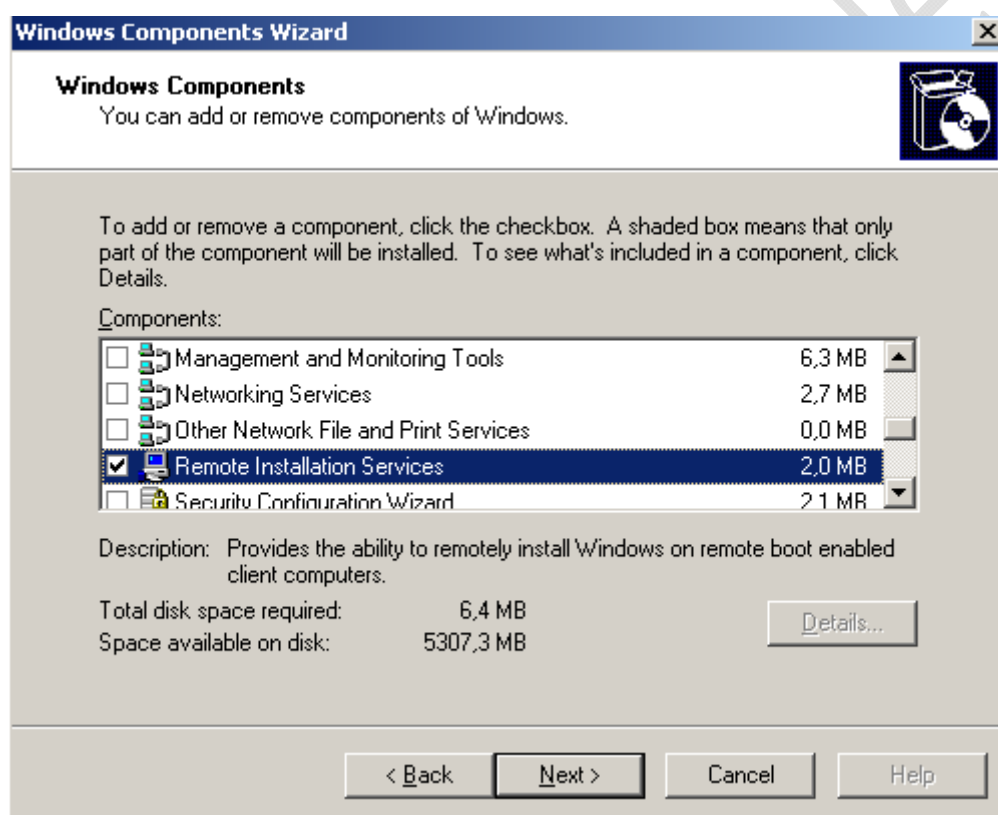 Windows Components Wizard
Windows Components
You can add or remove components of Windows.
To add or remove a component, click the checkbox. A shaded box means that only
part of the component will be installed. To see what's included in a component, click
Details.
Components:
Management and Monitoring Tools 6,3 MB
Networking Services 2,7 MB
Other Network File and Print Services 0,0 MB
Remote Installation Services 2,0 MB
Security Configuration Wizard 2,1 MB
Description: Provides the ability to remotely install Windows on remote boot enabled
client computers.
Total disk space required: 6,4 MB
Space available on disk: 5307,3 MB
Details...
< Back Next > Cancel Help